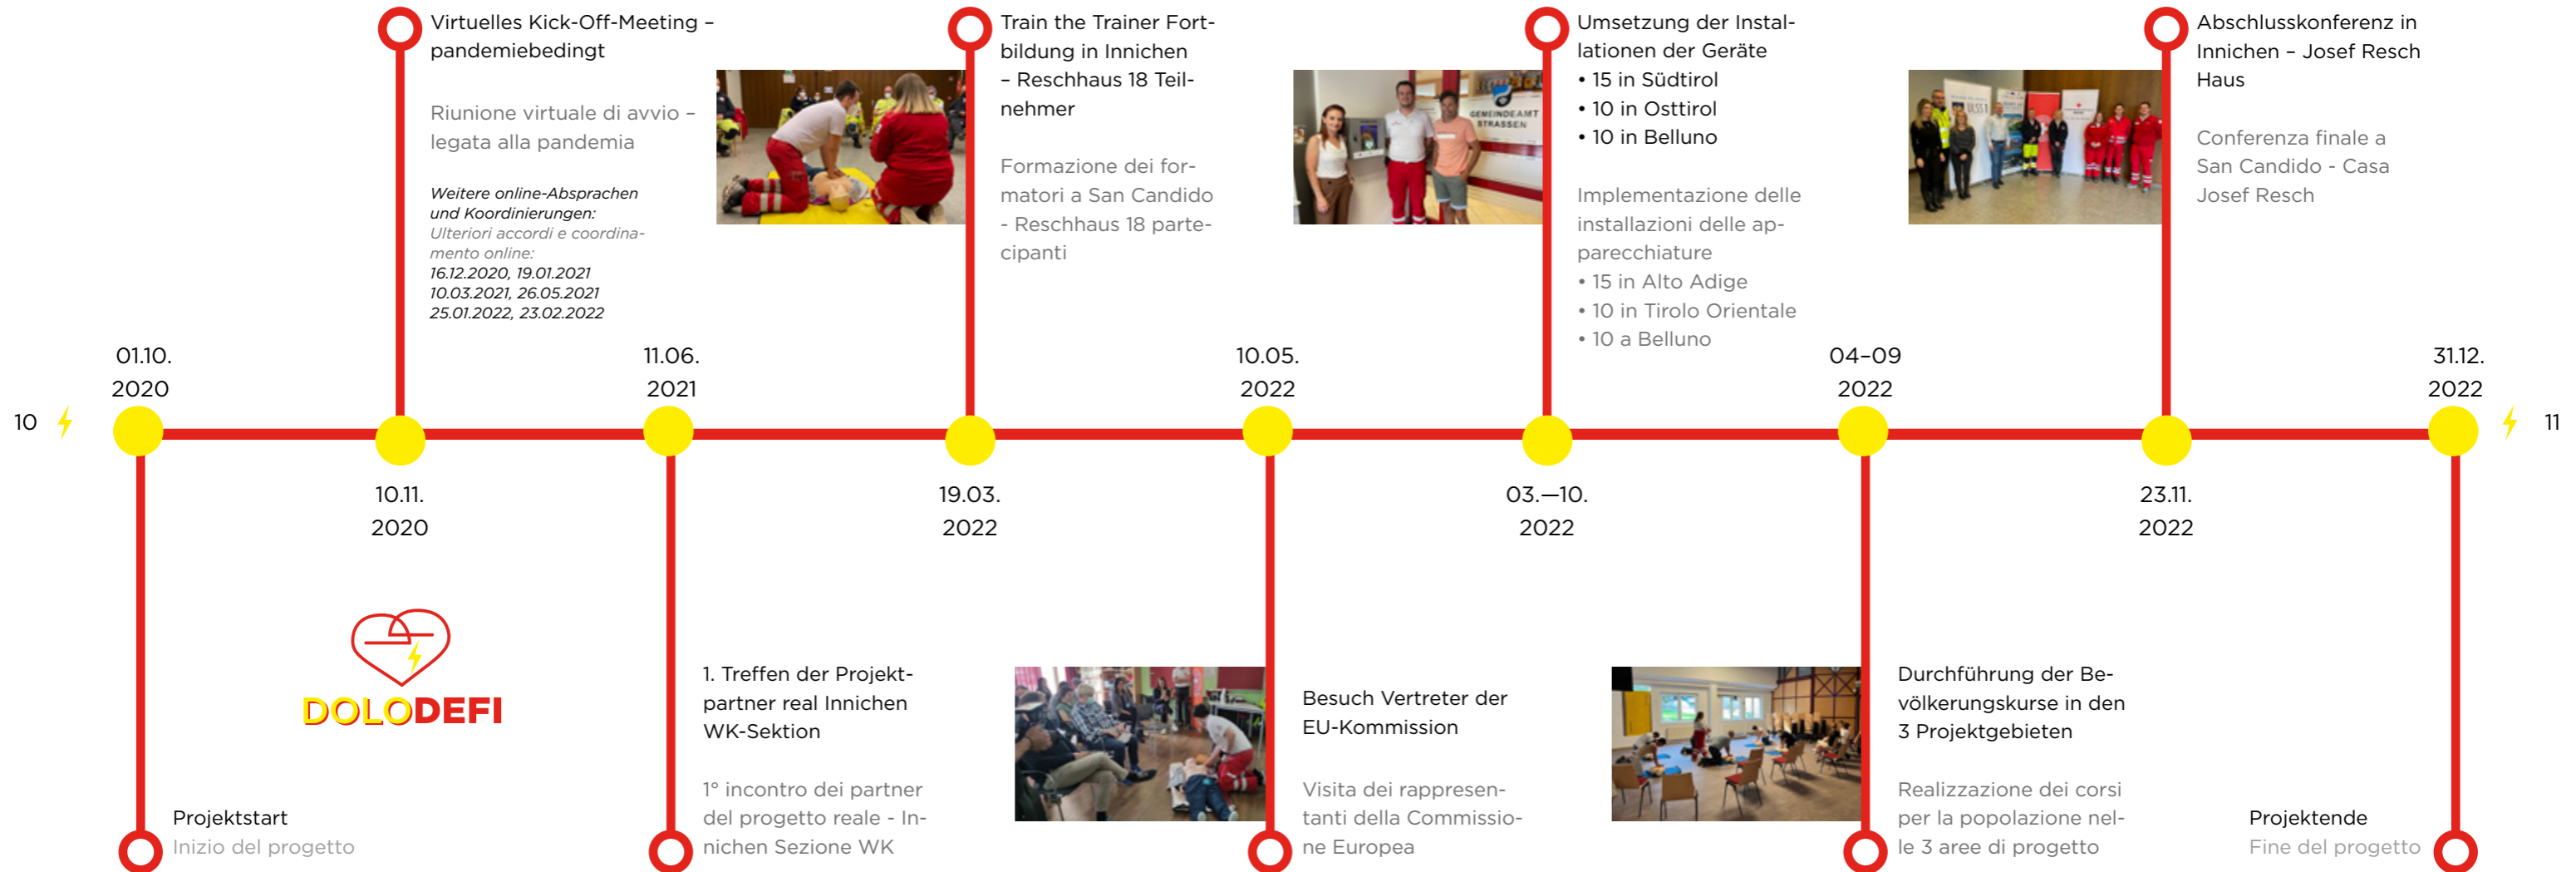 Virtuelles Kick-Off-Meeting –
pandemiebedingt
Riunione virtuale di avvio –
legata alla pandemia
Weitere online-Absprachen
und Koordinierungen:
Ulteriori accordi e coordina-
mento online:
16.12.2020, 19.01.2021
10.03.2021, 26.05.2021
25.01.2022, 23.02.2022
Train the Trainer Fort-
bildung in Innichen
– Reschhaus 18 Teil-
nehmer
Formazione dei for-
matori a San Candido
- Reschhaus 18 parte-
cipanti
GEMEINDEAMT
STRASSEN
Umsetzung der Instal-
lationen der Geräte
• 15 in Südtirol
• 10 in Osttirol
• 10 in Belluno
Implementazione delle
installazioni delle ap-
parecchiature
• 15 in Alto Adige
• 10 in Tirolo Orientale
• 10 a Belluno
Abschlusskonferenz in
Innichen – Josef Resch
Haus
Conferenza finale a
San Candido - Casa
Josef Resch
01.10.
2020
11.06.
2021
10.05.
2022
04–09
2022
31.12.
2022
10
11
10.11.
2020
19.03.
2022
03.—10.
2022
23.11.
2022
DOLODEFI
Projektstart
Inizio del progetto
1. Treffen der Projekt-
partner real Innichen
WK-Sektion
1° incontro dei partner
del progetto reale - In-
nichen Sezione WK
Besuch Vertreter der
EU-Kommission
Visita dei rappresen-
tanti della Commissio-
ne Europea
Durchführung der Be-
völkerungskurse in den
3 Projektgebieten
Realizzazione dei corsi
per la popolazione nel-
le 3 aree di progetto
Projektende
Fine del progetto